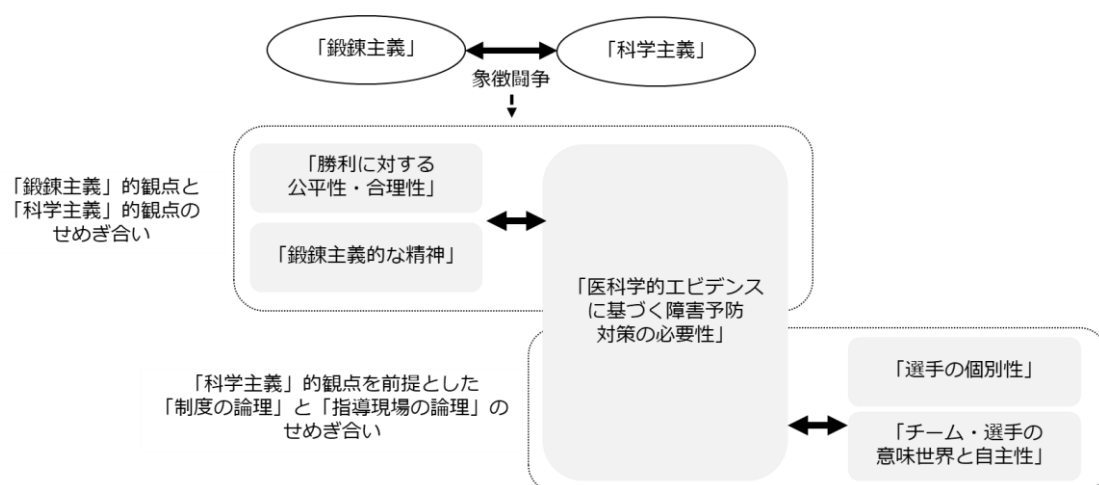 「鍛錬主義」
「科学主義」
象徴闘争
「鍛錬主義」的観点と
「科学主義」的観点の
せめぎ合い
「勝利に対する
公平性・合理性」
「鍛錬主義的な精神」
「医科学的エビデンス
に基づく障害予防
対策の必要性」
「科学主義」的観点を前提とした
「制度の論理」と「指導現場の論理」の
せめぎ合い
「選手の個別性」
「チーム・選手の
意味世界と自主性」